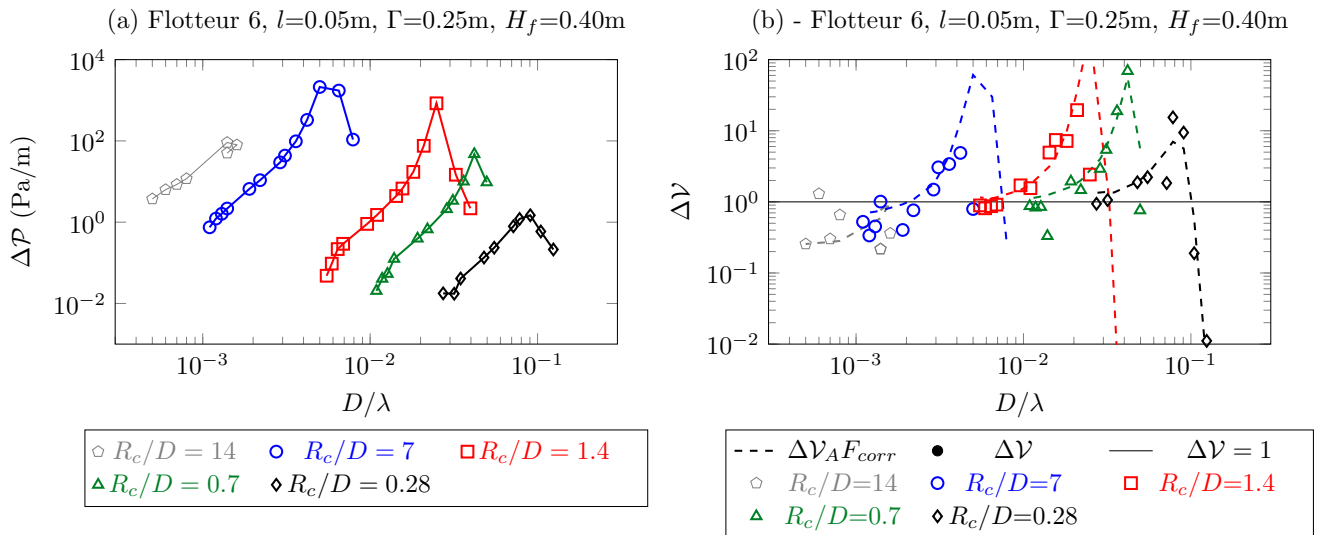 (a) Flotteur 6, l=0.05m, Γ=0.25m, H_f=0.40m
10^4
10^2
10^0
10^−2
ΔP (Pa/m)
10^−3
10^−2
10^−1
D/λ
R_c/D = 14
R_c/D = 7
R_c/D = 1.4
R_c/D = 0.7
R_c/D = 0.28
(b) - Flotteur 6, l=0.05m, Γ=0.25m, H_f=0.40m
10^2
10^1
10^0
10^−1
10^−2
ΔV
10^−3
10^−2
10^−1
D/λ
ΔV_A F_corr
ΔV
ΔV = 1
R_c/D=14
R_c/D=7
R_c/D=1.4
R_c/D=0.7
R_c/D=0.28